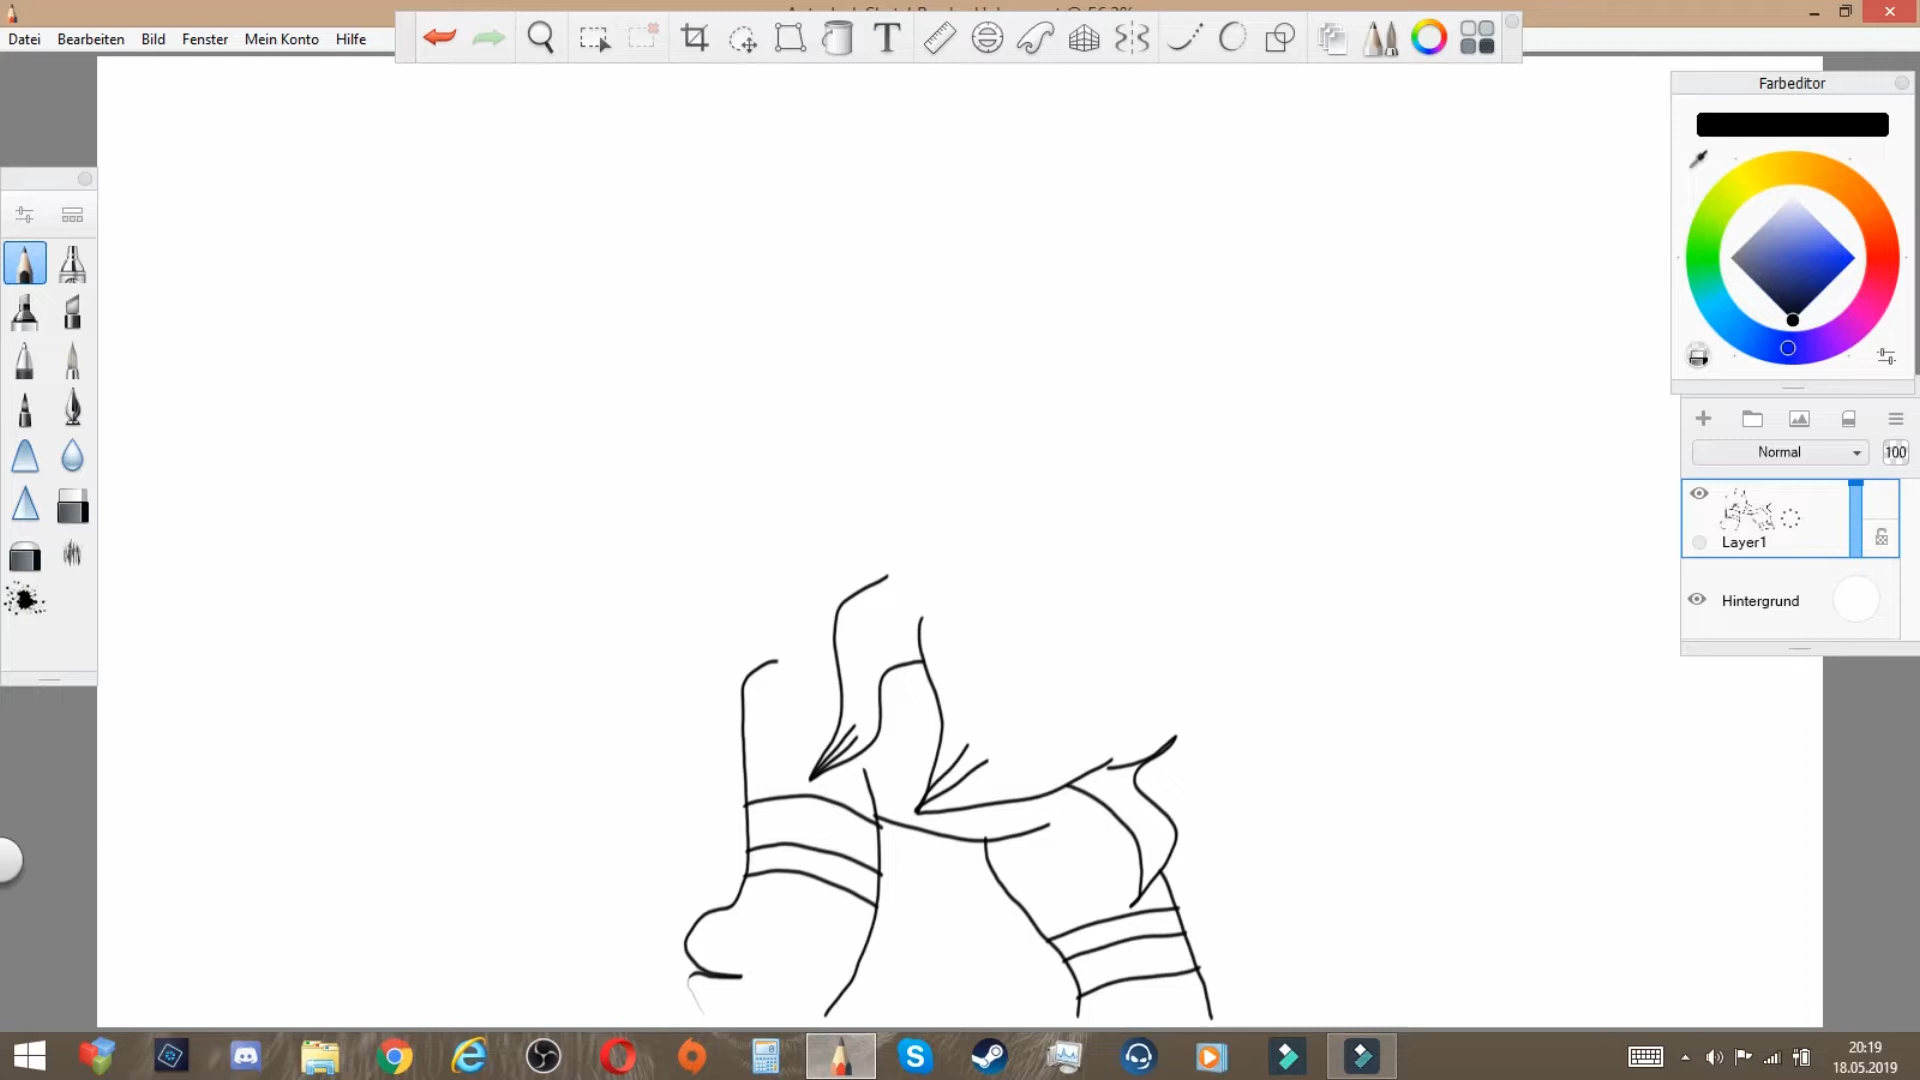 Datei Bearbeiten Bild Fenster Mein Konto Hilfe
T
Farbeditor
Normal 100
Layer1
Hintergrund
20:19
18.05.2019